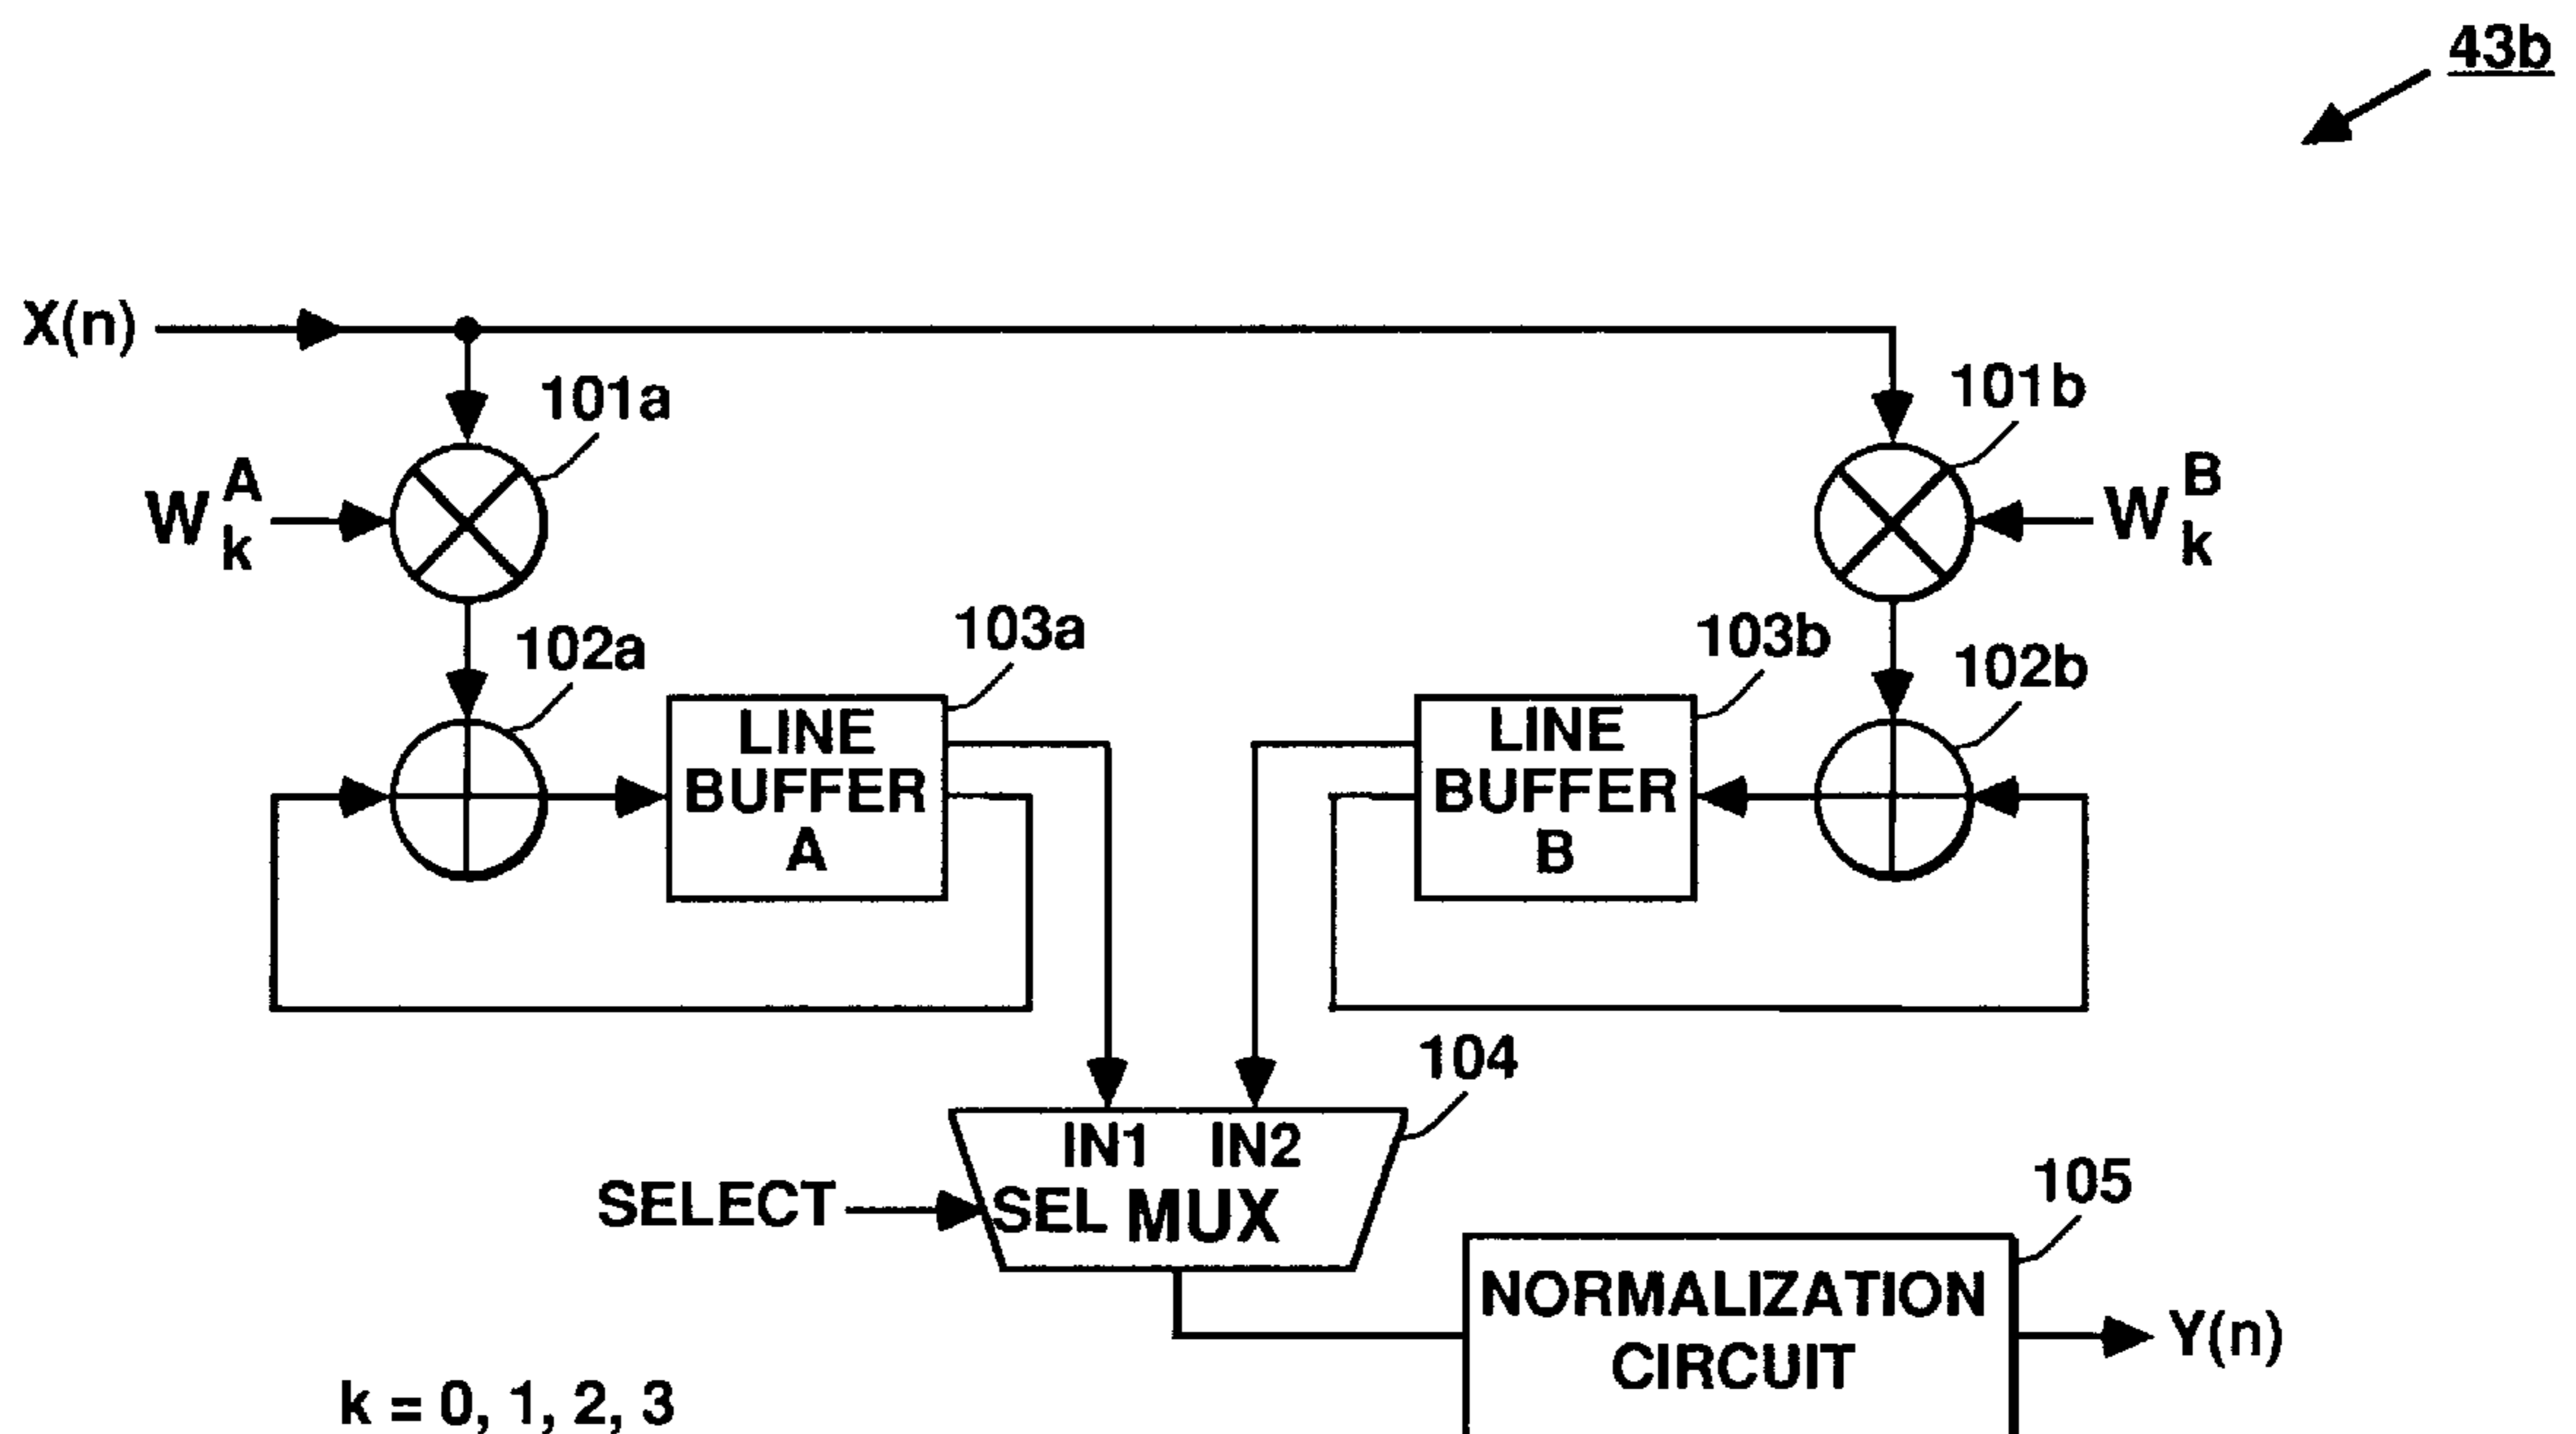 43b
X(n)
101a
101b
W A k
W B k
102a
103a
103b
102b
LINE BUFFER A
LINE BUFFER B
104
IN1 IN2
SELECT
SEL MUX
105
NORMALIZATION CIRCUIT
Y(n)
k = 0, 1, 2, 3